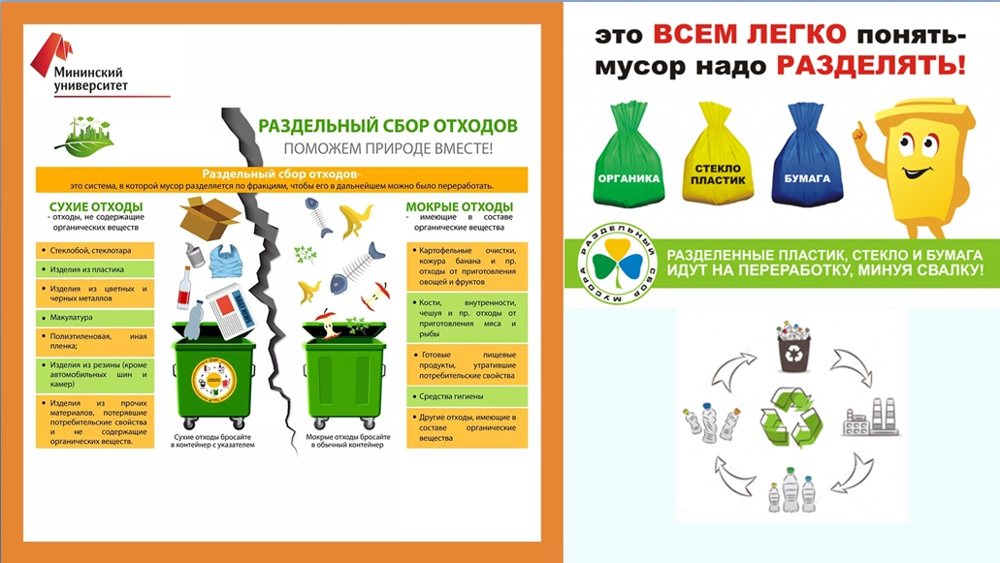 Мининский
университет
РАЗДЕЛЬНЫЙ СБОР ОТХОДОВ
ПОМОЖЕМ ПРИРОДЕ ВМЕСТЕ!
Раздельный сбор отходов-
это система, в которой мусор разделяется по фракциям, чтобы его в дальнейшем можно было переработать.
СУХИЕ ОТХОДЫ
- отходы, не содержащие
органических веществ
• Стеклобой, стеклотара
• Изделия из пластика
• Изделия из цветных и
черных металлов
• Макулатура
• Полиэтиленовая, иная
пленка;
• Изделия из резины (кроме
автомобильных шин и
камер)
• Изделия из прочих
материалов, потерявшие
потребительские свойства
и не содержащие
органических веществ.
Сухие отходы бросайте
в контейнер с указателем
МОКРЫЕ ОТХОДЫ
- имеющие в составе
органические вещества
• Картофельные очистки,
кожура банана и пр.
отходы от приготовления
овощей и фруктов
• Кости, внутренности,
чешуя и пр. отходы от
приготовления мяса и
рыбы
• Готовые пищевые
продукты, утратившие
потребительские свойства
• Средства гигиены
• Другие отходы, имеющие в
составе органические
вещества
Мокрые отходы бросайте
в обычный контейнер
это ВСЕМ ЛЕГКО понять-
мусор надо РАЗДЕЛЯТЬ!
ОРГАНИКА
СТЕКЛО
ПЛАСТИК
БУМАГА
РАЗДЕЛЬНЫЙ СБОР МУСОРА
РАЗДЕЛЕННЫЕ ПЛАСТИК, СТЕКЛО И БУМАГА
ИДУТ НА ПЕРЕРАБОТКУ, МИНУЯ СВАЛКУ!